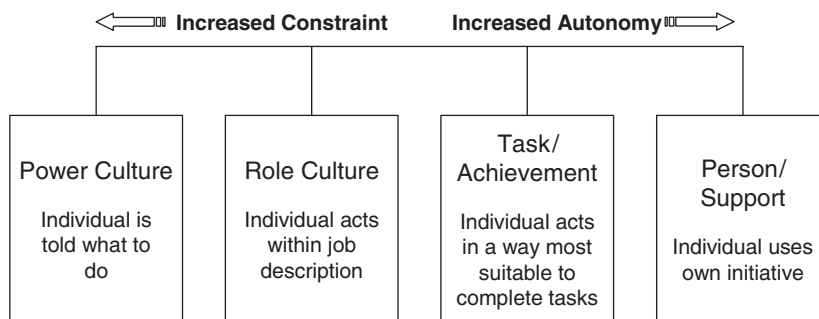 Increased Constraint
Increased Autonomy
Power Culture
Individual is
told what to
do
Role Culture
Individual acts
within job
description
Task/
Achievement
Individual acts
in a way most
suitable to
complete tasks
Person/
Support
Individual uses
own initiative